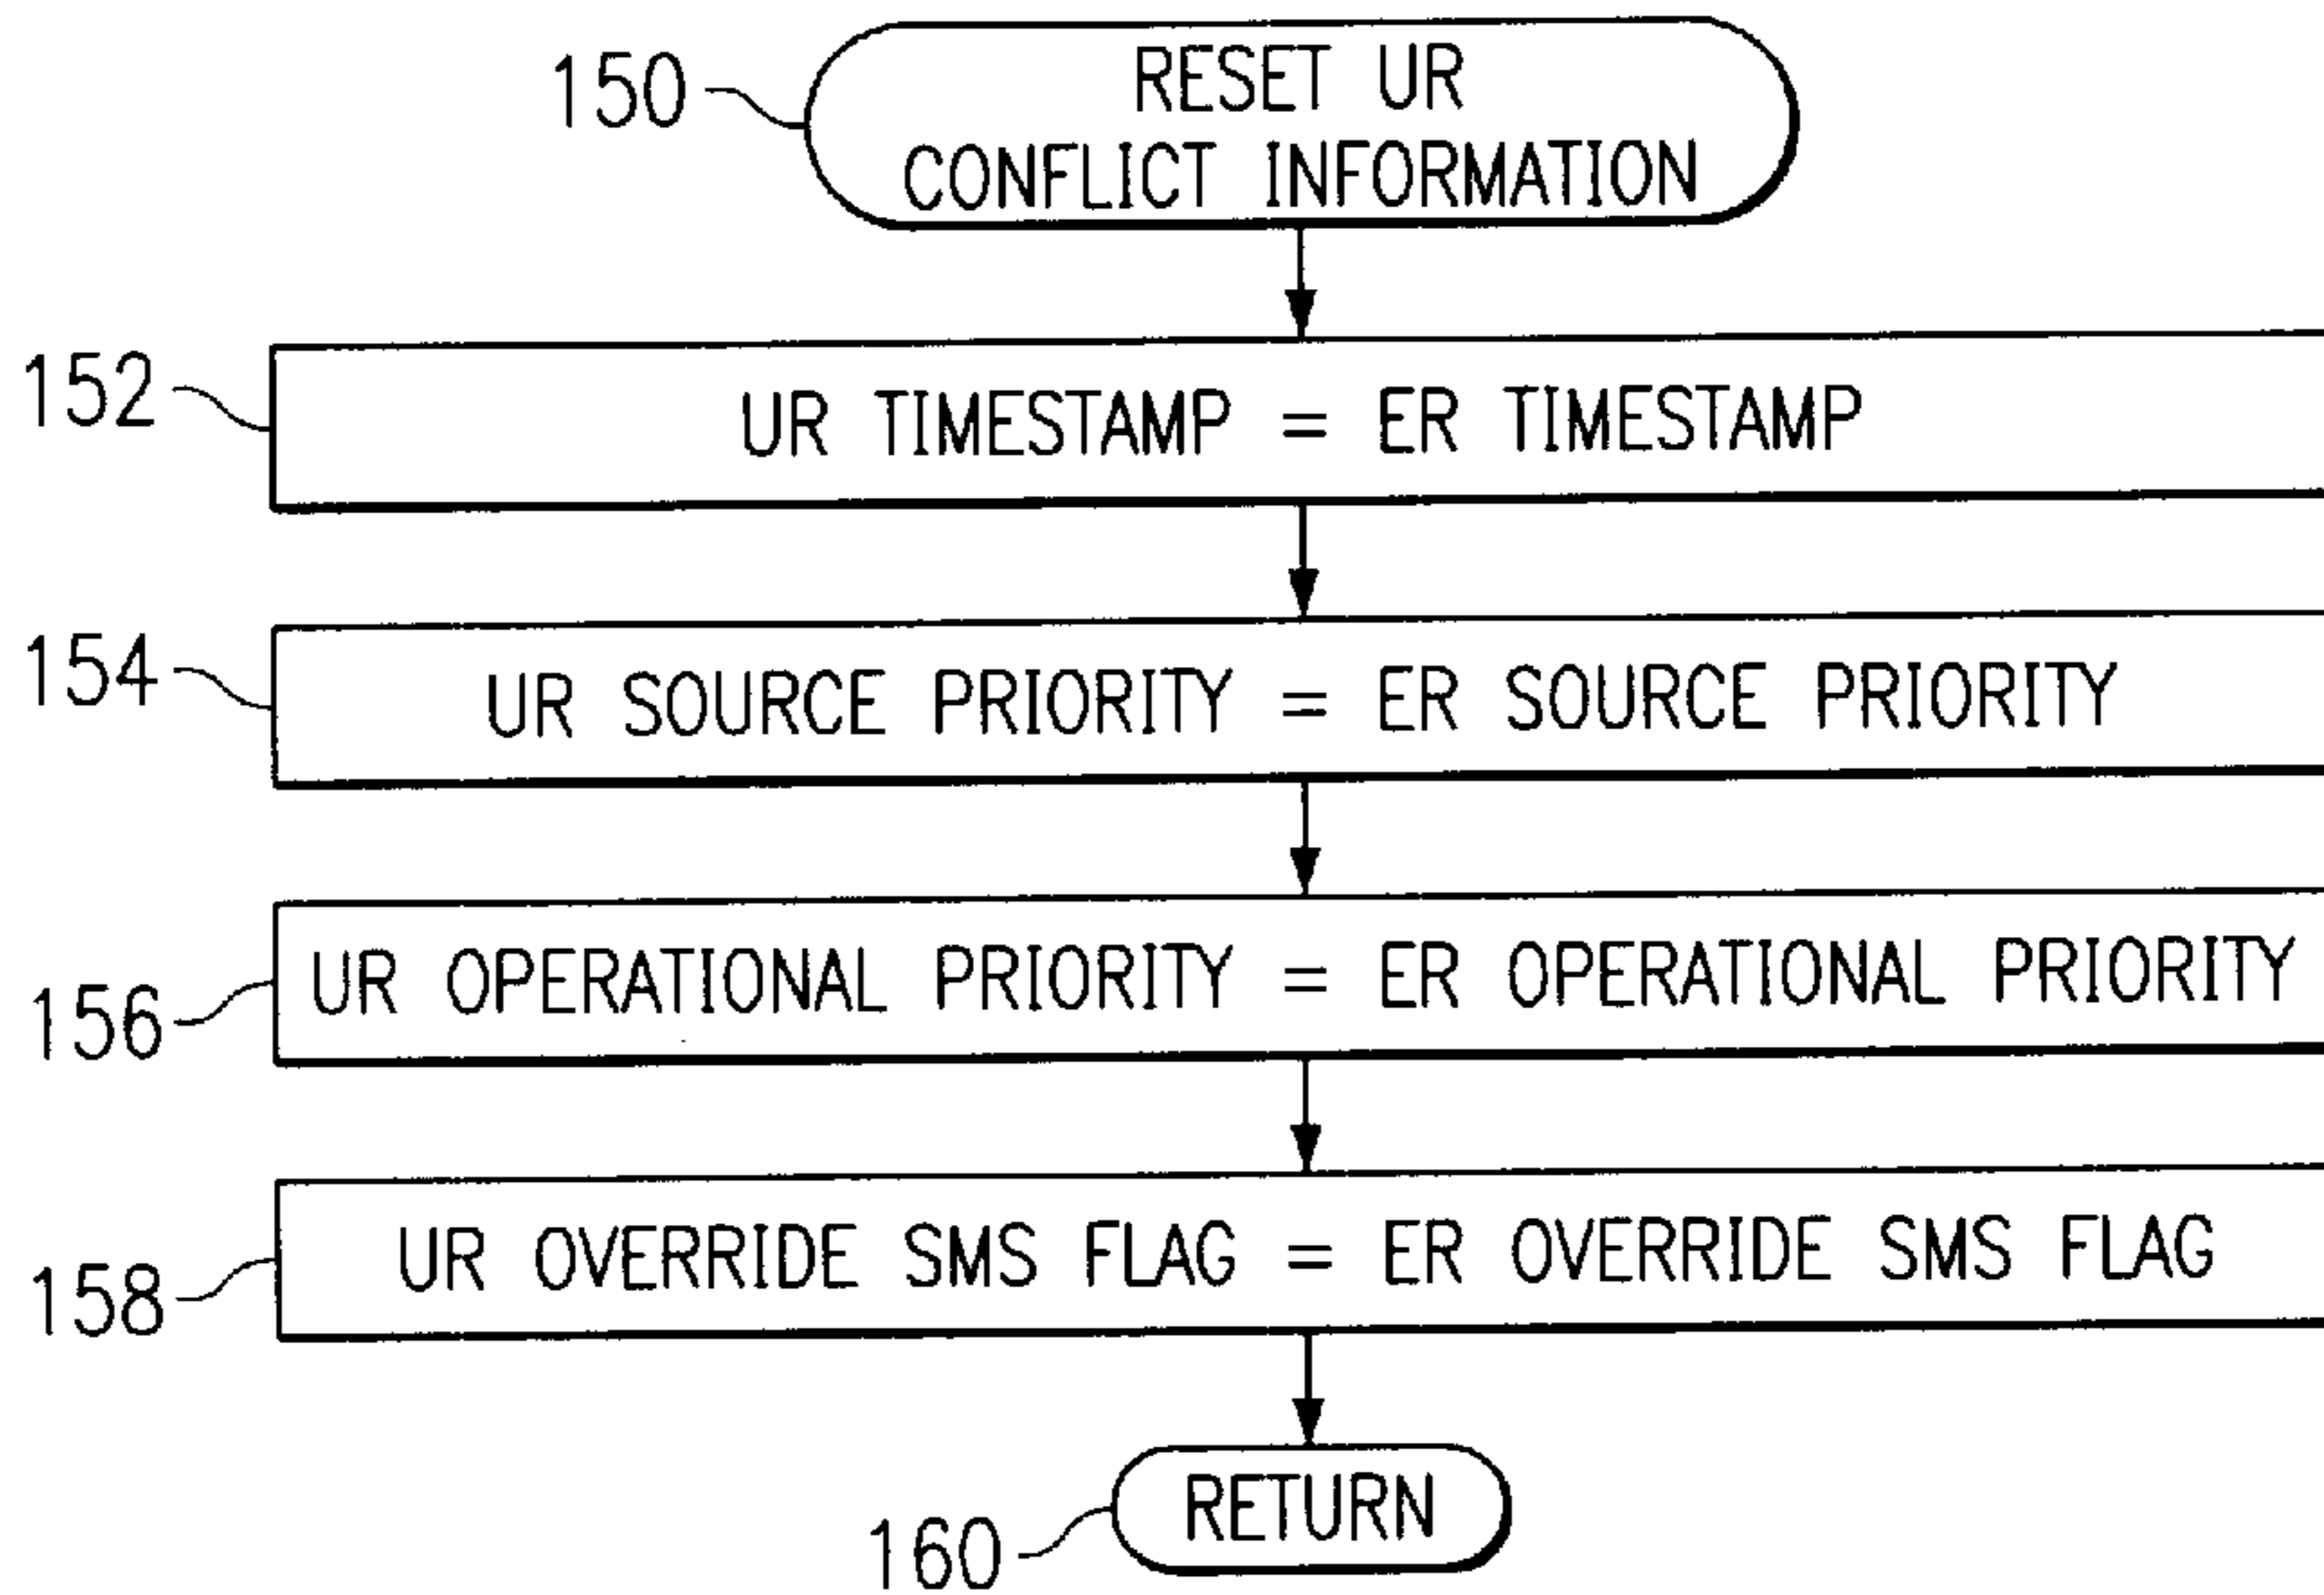 150
RESET UR
CONFLICT INFORMATION
152
UR TIMESTAMP = ER TIMESTAMP
154
UR SOURCE PRIORITY = ER SOURCE PRIORITY
156
UR OPERATIONAL PRIORITY = ER OPERATIONAL PRIORITY
158
UR OVERRIDE SMS FLAG = ER OVERRIDE SMS FLAG
160
RETURN